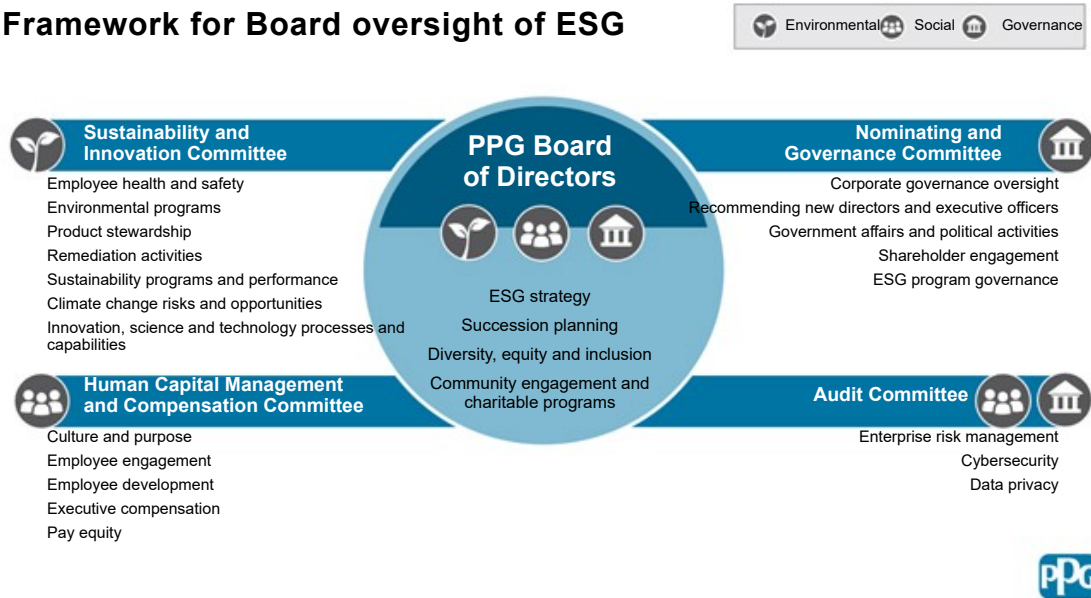 Framework for Board oversight of ESG
Environmental Social Governance
Sustainability and
Innovation Committee
Employee health and safety
Environmental programs
Product stewardship
Remediation activities
Sustainability programs and performance
Climate change risks and opportunities
Innovation, science and technology processes and
capabilities
Human Capital Management
and Compensation Committee
Culture and purpose
Employee engagement
Employee development
Executive compensation
Pay equity
PPG Board
of Directors
ESG strategy
Succession planning
Diversity, equity and inclusion
Community engagement and
charitable programs
Nominating and
Governance Committee
Corporate governance oversight
Recommending new directors and executive officers
Government affairs and political activities
Shareholder engagement
ESG program governance
Audit Committee
Enterprise risk management
Cybersecurity
Data privacy
PPG